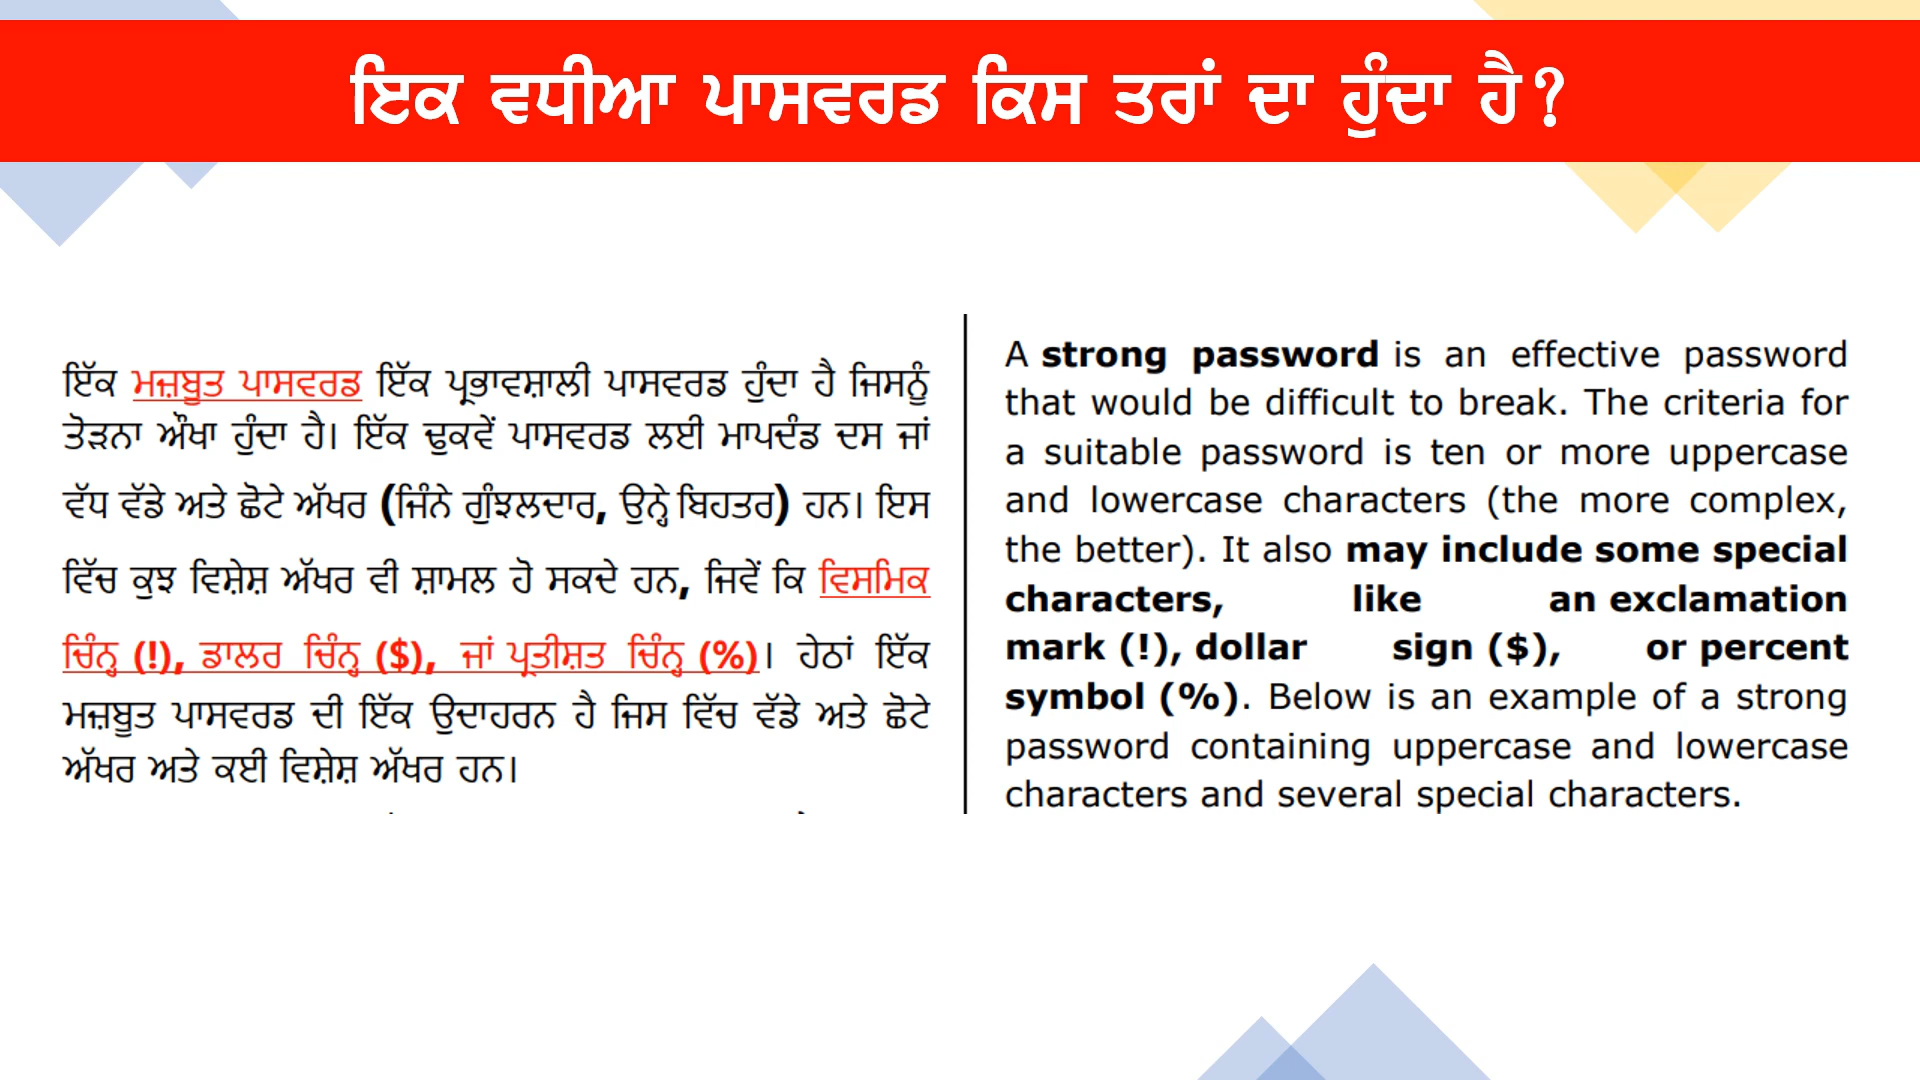 ਇਕ ਵਧੀਆ ਪਾਸਵਰਡ ਕਿਸ ਤਰਾਂ ਦਾ ਹੁੰਦਾ ਹੈ?
ਇੱਕ ਮਜ਼ਬੂਤ ਪਾਸਵਰਡ ਇੱਕ ਪ੍ਰਭਾਵਸ਼ਾਲੀ ਪਾਸਵਰਡ ਹੁੰਦਾ ਹੈ ਜਿਸਨੂੰ
ਤੋੜਨਾ ਔਖਾ ਹੁੰਦਾ ਹੈ। ਇੱਕ ਢੁਕਵੇਂ ਪਾਸਵਰਡ ਲਈ ਮਾਪਦੰਡ ਦਸ ਜਾਂ
ਵੱਧ ਵੱਡੇ ਅਤੇ ਛੋਟੇ ਅੱਖਰ (ਜਿੰਨੇ ਗੁੰਝਲਦਾਰ, ਉਨ੍ਹੇ ਬਿਹਤਰ) ਹਨ। ਇਸ
ਵਿੱਚ ਕੁਝ ਵਿਸ਼ੇਸ਼ ਅੱਖਰ ਵੀ ਸ਼ਾਮਲ ਹੋ ਸਕਦੇ ਹਨ, ਜਿਵੇਂ ਕਿ ਵਿਸਮਿਕ
ਚਿੰਨ੍ਹ (!), ਡਾਲਰ ਚਿੰਨ੍ਹ ($), ਜਾਂ ਪ੍ਰਤੀਸ਼ਤ ਚਿੰਨ੍ਹ (%)। ਹੇਠਾਂ ਇੱਕ
ਮਜ਼ਬੂਤ ਪਾਸਵਰਡ ਦੀ ਇੱਕ ਉਦਾਹਰਨ ਹੈ ਜਿਸ ਵਿੱਚ ਵੱਡੇ ਅਤੇ ਛੋਟੇ
ਅੱਖਰ ਅਤੇ ਕਈ ਵਿਸ਼ੇਸ਼ ਅੱਖਰ ਹਨ।
A strong password is an effective password
that would be difficult to break. The criteria for
a suitable password is ten or more uppercase
and lowercase characters (the more complex,
the better). It also may include some special
characters, like an exclamation
mark (!), dollar sign ($), or percent
symbol (%). Below is an example of a strong
password containing uppercase and lowercase
characters and several special characters.